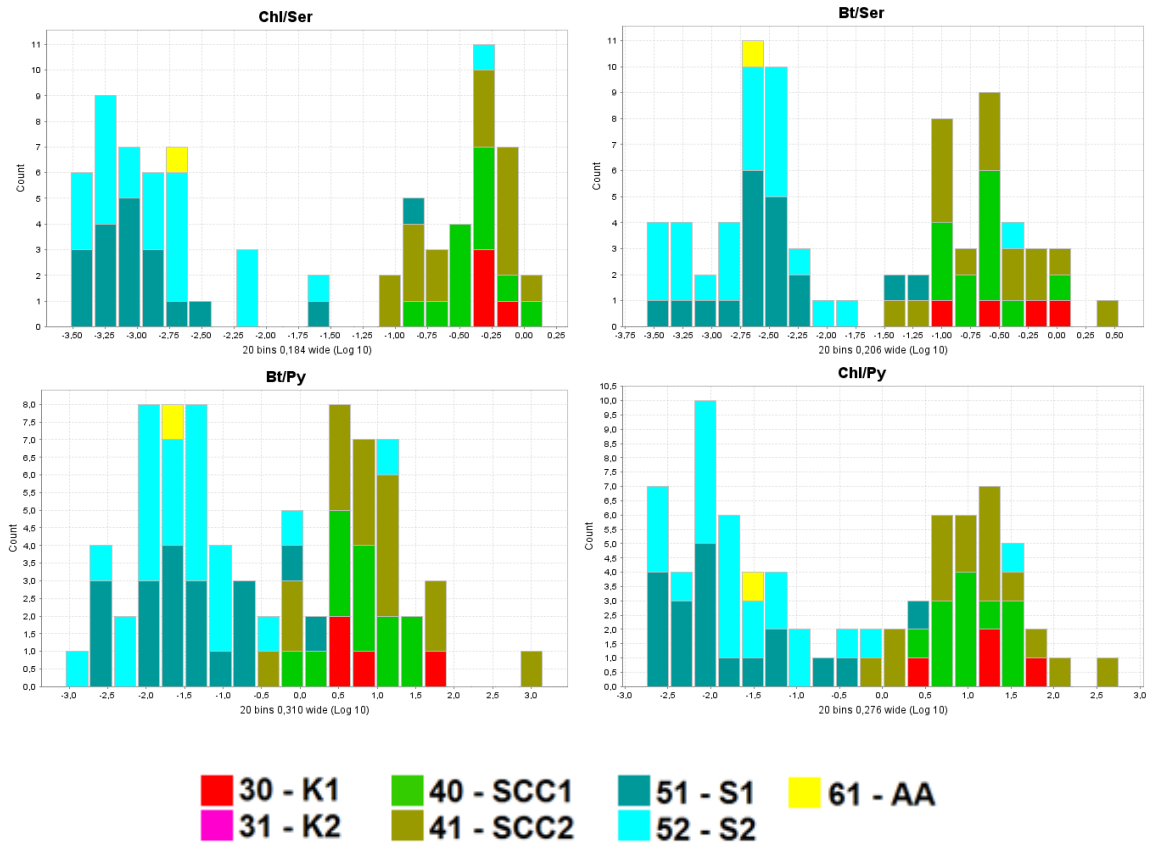 Chl/Ser
Count
11
10
9
8
7
6
5
4
3
2
1
0
-3,50 -3,25 -3,00 -2,75 -2,50 -2,25 -2,00 -1,75 -1,50 -1,25 -1,00 -0,75 -0,50 -0,25 0,00 0,25
20 bins 0,184 wide (Log 10)
Bt/Ser
Count
11
10
9
8
7
6
5
4
3
2
1
0
-3,75 -3,50 -3,25 -3,00 -2,75 -2,50 -2,25 -2,00 -1,75 -1,50 -1,25 -1,00 -0,75 -0,50 -0,25 0,00 0,25 0,50
20 bins 0,206 wide (Log 10)
Bt/Py
Count
8,0
7,5
7,0
6,5
6,0
5,5
5,0
4,5
4,0
3,5
3,0
2,5
2,0
1,5
1,0
0,5
0,0
-3,0 -2,5 -2,0 -1,5 -1,0 -0,5 0,0 0,5 1,0 1,5 2,0 2,5 3,0
20 bins 0,310 wide (Log 10)
Chl/Py
Count
10,5
10,0
9,5
9,0
8,5
8,0
7,5
7,0
6,5
6,0
5,5
5,0
4,5
4,0
3,5
3,0
2,5
2,0
1,5
1,0
0,5
0,0
-3,0 -2,5 -2,0 -1,5 -1,0 -0,5 0,0 0,5 1,0 1,5 2,0 2,5 3,0
20 bins 0,276 wide (Log 10)
30 - K1
31 - K2
40 - SCC1
41 - SCC2
51 - S1
52 - S2
61 - AA